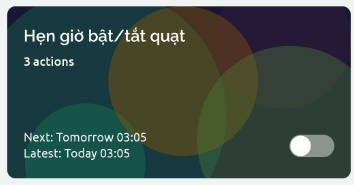 Hẹn giờ bật/tắt quạt
3 actions
Next: Tomorrow 03:05
Latest: Today 03:05